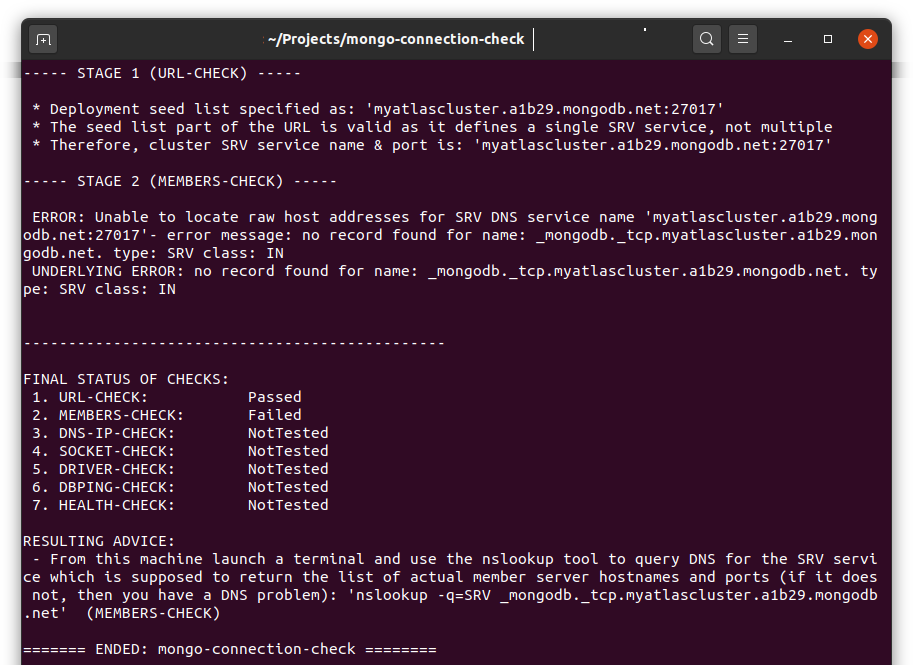 ~/Projects/mongo-connection-check
----- STAGE 1 (URL-CHECK) -----
* Deployment seed list specified as: 'myatlascluster.a1b29.mongodb.net:27017'
* The seed list part of the URL is valid as it defines a single SRV service, not multiple
* Therefore, cluster SRV service name & port is: 'myatlascluster.a1b29.mongodb.net:27017'
----- STAGE 2 (MEMBERS-CHECK) -----
ERROR: Unable to locate raw host addresses for SRV DNS service name 'myatlascluster.a1b29.mong
odb.net:27017'- error message: no record found for name: _mongodb._tcp.myatlascluster.a1b29.mon
godb.net. type: SRV class: IN
UNDERLYING ERROR: no record found for name: _mongodb._tcp.myatlascluster.a1b29.mongodb.net. ty
pe: SRV class: IN
-----------------------------------------------
FINAL STATUS OF CHECKS:
1. URL-CHECK: Passed
2. MEMBERS-CHECK: Failed
3. DNS-IP-CHECK: NotTested
4. SOCKET-CHECK: NotTested
5. DRIVER-CHECK: NotTested
6. DBPING-CHECK: NotTested
7. HEALTH-CHECK: NotTested
RESULTING ADVICE:
- From this machine launch a terminal and use the nslookup tool to query DNS for the SRV servi
ce which is supposed to return the list of actual member server hostnames and ports (if it does
not, then you have a DNS problem): 'nslookup -q=SRV _mongodb._tcp.myatlascluster.a1b29.mongodb
.net' (MEMBERS-CHECK)
======= ENDED: mongo-connection-check ========